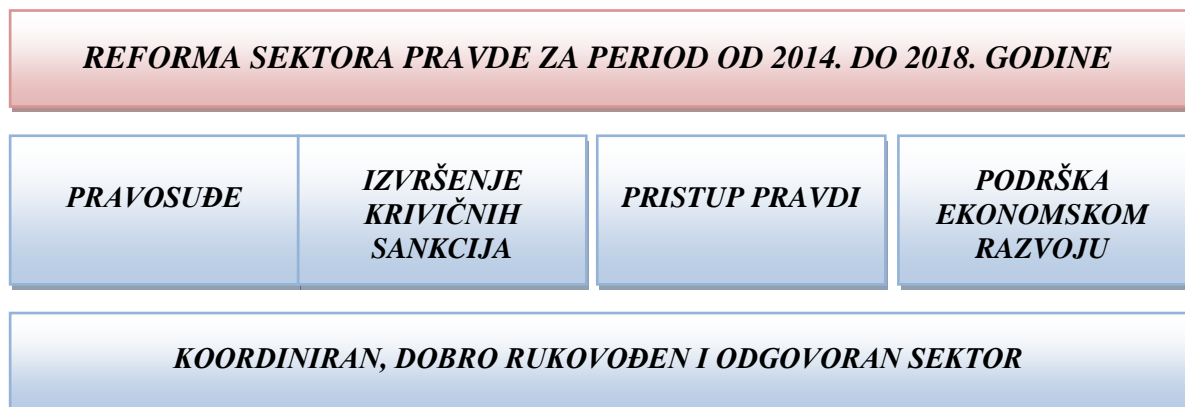 REFORMA SEKTORA PRAVDE ZA PERIOD OD 2014. DO 2018. GODINE
PRAVOSUĐE
IZVRŠENJE
KRIVIČNIH
SANKCIJA
PRISTUP PRAVDI
PODRŠKA
EKONOMSKOM
RAZVOJU
KOORDINIRAN, DOBRO RUKOVOĐEN I ODGOVORAN SEKTOR